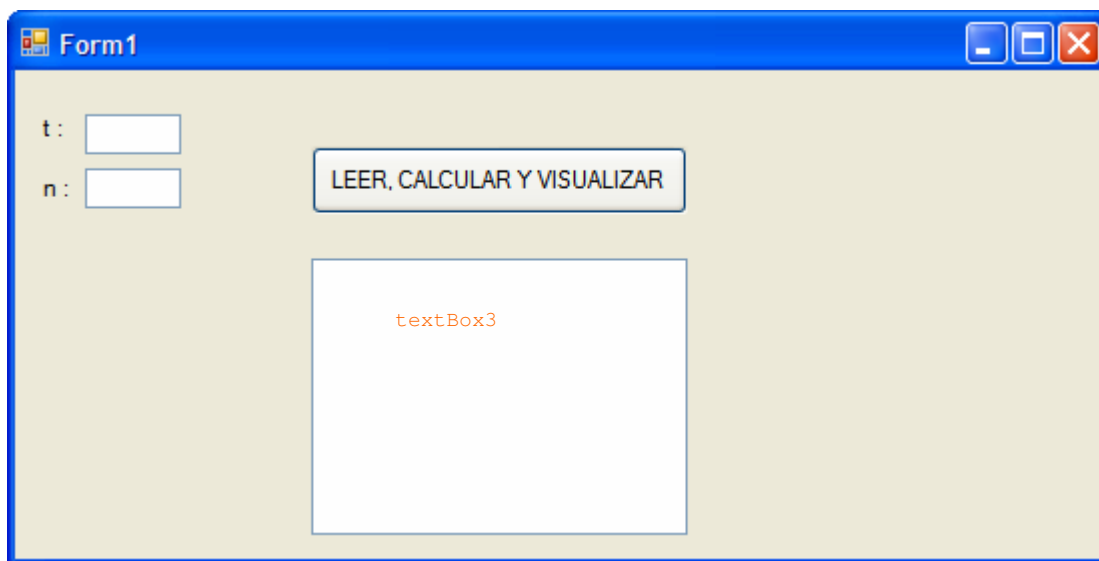 Form1
t :
n :
LEER, CALCULAR Y VISUALIZAR
textBox3